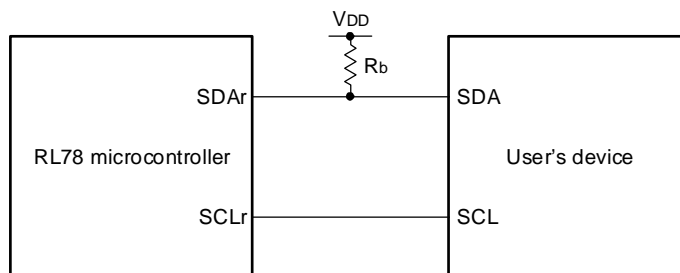 VDD
Rb
SDAr
SDA
RL78 microcontroller
User's device
SCLr
SCL